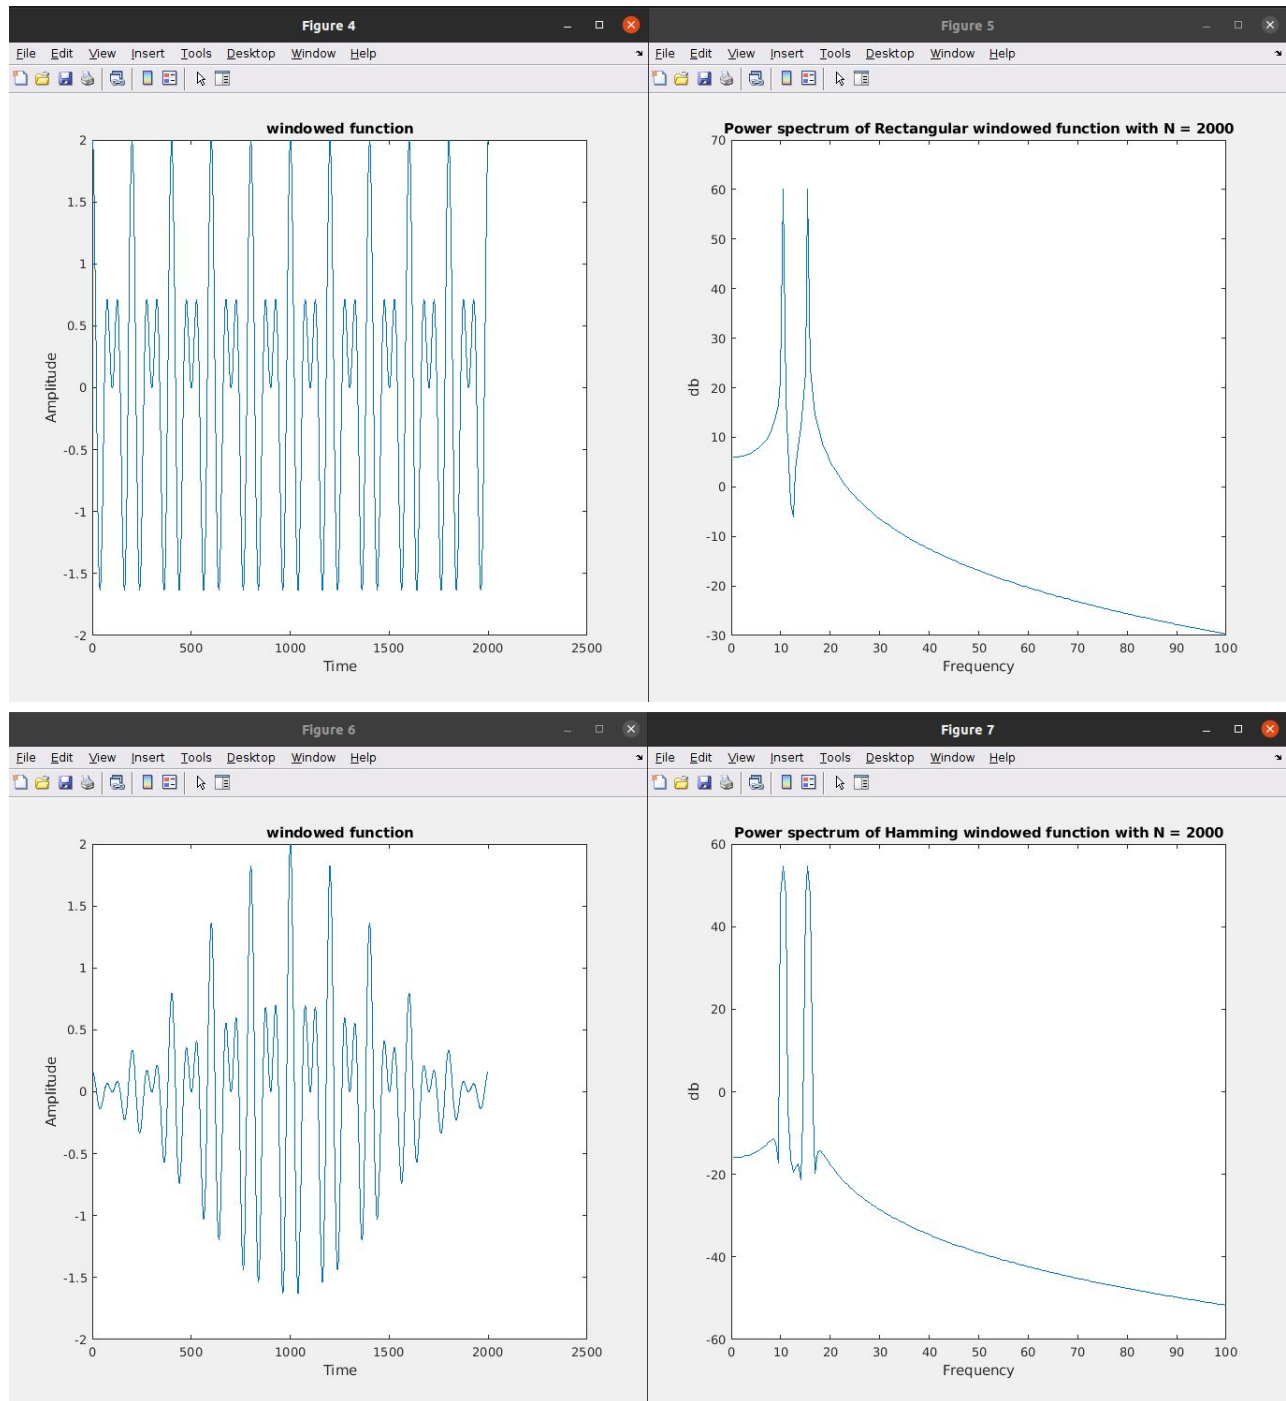 Figure 4
File Edit View Insert Tools Desktop Window Help
windowed function
2
1.5
1
0.5
0
-0.5
-1
-1.5
-2
Amplitude
0 500 1000 1500 2000 2500
Time
Figure 5
File Edit View Insert Tools Desktop Window Help
Power spectrum of Rectangular windowed function with N = 2000
70
60
50
40
30
20
10
0
-10
-20
-30
db
0 10 20 30 40 50 60 70 80 90 100
Frequency
Figure 6
File Edit View Insert Tools Desktop Window Help
windowed function
2
1.5
1
0.5
0
-0.5
-1
-1.5
-2
Amplitude
0 500 1000 1500 2000 2500
Time
Figure 7
File Edit View Insert Tools Desktop Window Help
Power spectrum of Hamming windowed function with N = 2000
60
40
20
0
-20
-40
-60
db
0 10 20 30 40 50 60 70 80 90 100
Frequency